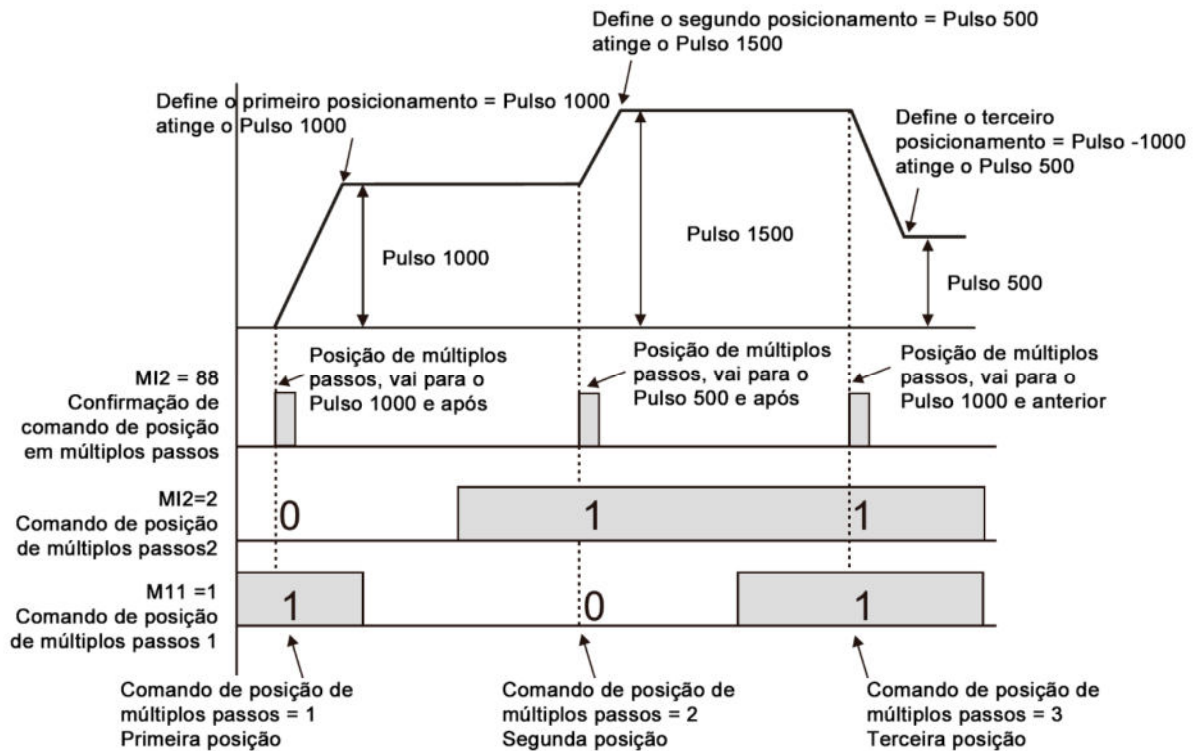 Define o segundo posicionamento = Pulso 500
atinge o Pulso 1500
Define o primeiro posicionamento = Pulso 1000
atinge o Pulso 1000
Define o terceiro
posicionamento = Pulso -1000
atinge o Pulso 500
Pulso 1000
Pulso 1500
Pulso 500
MI2 = 88
Confirmação de
comando de posição
em múltiplos passos
Posição de múltiplos
passos, vai para o
Pulso 1000 e após
Posição de múltiplos
passos, vai para o
Pulso 500 e após
Posição de múltiplos
passos, vai para o
Pulso 1000 e anterior
MI2=2
Comando de posição
de múltiplos passos2
0
1
1
M11 =1
Comando de posição
de múltiplos passos 1
1
0
1
Comando de posição de
múltiplos passos = 1
Primeira posição
Comando de posição de
múltiplos passos = 2
Segunda posição
Comando de posição de
múltiplos passos = 3
Terceira posição